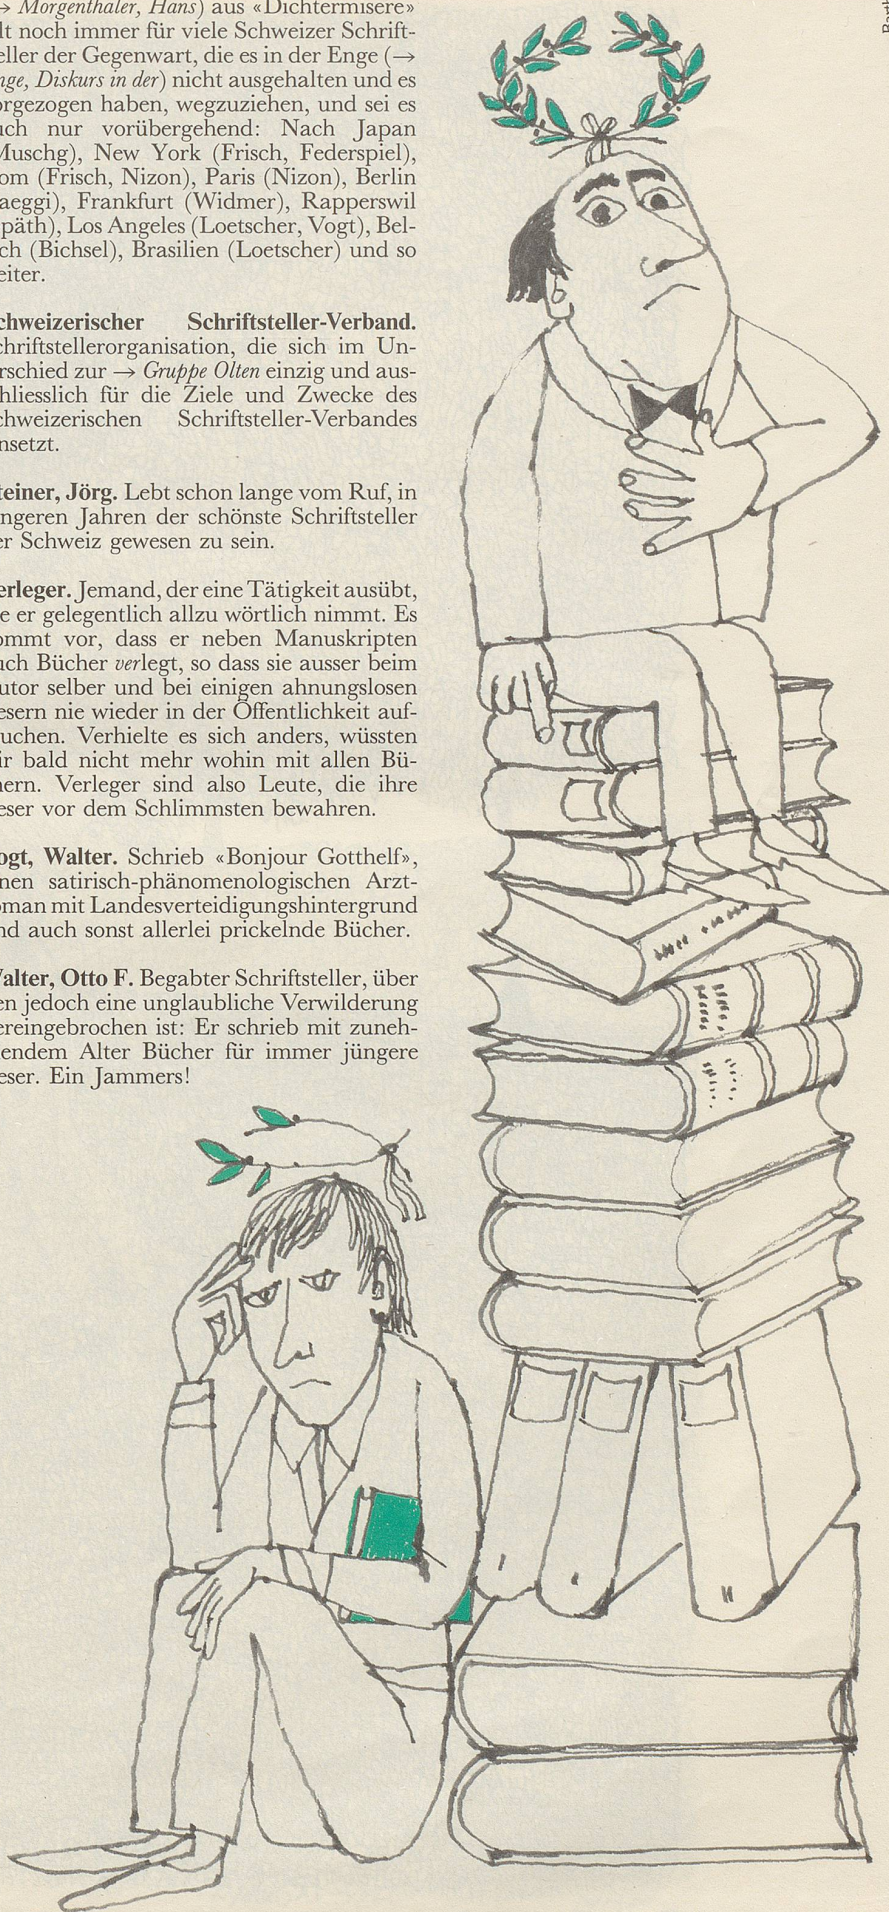 → Morgenthaler, Hans) aus «Dichtermisere»
lt noch immer für viele Schweizer Schrift-
eller der Gegenwart, die es in der Enge (→
nge, Diskurs in der) nicht ausgehalten und es
orgezogen haben, wegzuziehen, und sei es
uch nur vorübergehend: Nach Japan
Muschg), New York (Frisch, Federspiel),
om (Frisch, Nizon), Paris (Nizon), Berlin
aeggi), Frankfurt (Widmer), Rapperswil
päth), Los Angeles (Loetscher, Vogt), Bel-
ch (Bichsel), Brasilien (Loetscher) und so
eiter.
chweizerischer Schriftsteller-Verband.
chriftstellerorganisation, die sich im Un-
rschied zur → Gruppe Olten einzig und aus-
hliesslich für die Ziele und Zwecke des
chweizerischen Schriftsteller-Verbandes
nsetzt.
teiner, Jörg. Lebt schon lange vom Ruf, in
ngeren Jahren der schönste Schriftsteller
er Schweiz gewesen zu sein.
erleger. Jemand, der eine Tätigkeit ausübt,
e er gelegentlich allzu wörtlich nimmt. Es
ommt vor, dass er neben Manuskripten
uch Bücher verlegt, so dass sie ausser beim
utor selber und bei einigen ahnungslosen
esern nie wieder in der Öffentlichkeit auf-
uchen. Verhielte es sich anders, wüssten
ir bald nicht mehr wohin mit allen Bü-
hern. Verleger sind also Leute, die ihre
eser vor dem Schlimmsten bewahren.
ogt, Walter. Schrieb «Bonjour Gotthelf»,
nen satirisch-phänomenologischen Arzt-
oman mit Landesverteidigungshintergrund
nd auch sonst allerlei prickelnde Bücher.
Walter, Otto F. Begabter Schriftsteller, über
en jedoch eine unglaubliche Verwilderung
ereingebrochen ist: Er schrieb mit zuneh-
endem Alter Bücher für immer jüngere
eser. Ein Jammers!